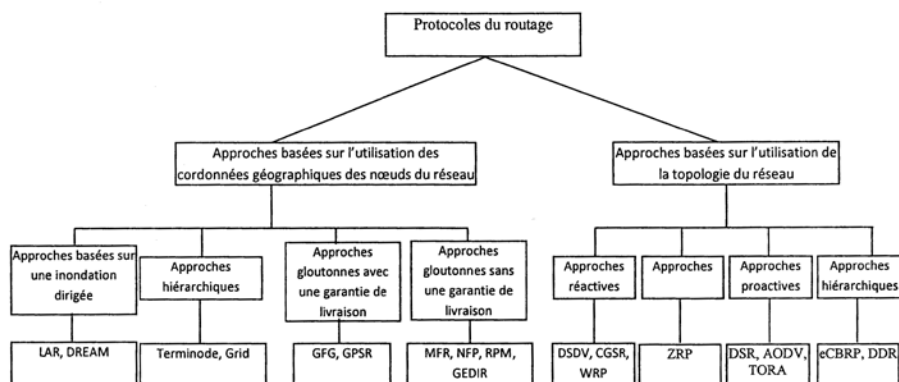 Protocoles du routage
Approches basées sur l'utilisation des
cordonnées géographiques des nœuds du réseau
Approches basées sur l'utilisation de
la topologie du réseau
Approches basées sur
une inondation
dirigée
Approches
hiérarchiques
Approches
gloutonnes avec
une garantie de
livraison
Approches
gloutonnes sans
une garantie de
livraison
Approches
réactives
Approches
Approches
proactives
Approches
hiérarchiques
LAR, DREAM
Terminode, Grid
GFG, GPSR
MFR, NFP, RPM,
GEDIR
DSDV, CGSR,
WRP
ZRP
DSR, AODV,
TORA
eCBRP, DDR